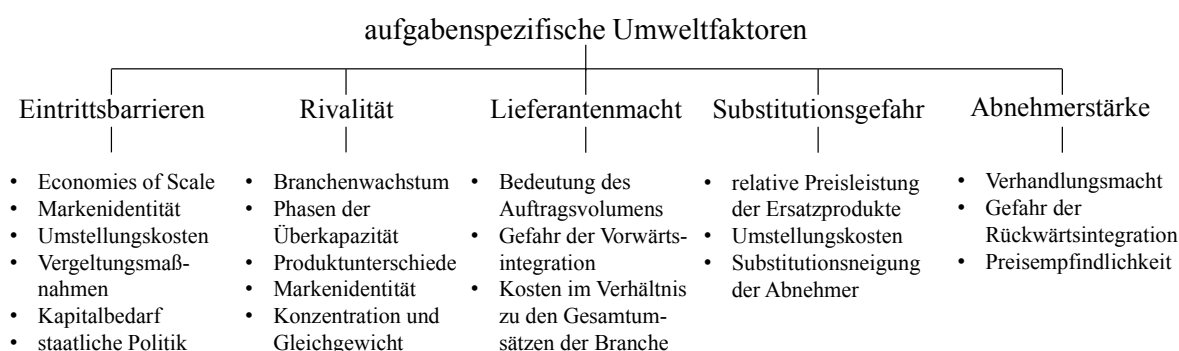 aufgabenspezifische Umweltfaktoren
Eintrittsbarrieren
• Economies of Scale
• Markenidentität
• Umstellungskosten
• Vergeltungsmaß-
nahmen
• Kapitalbedarf
• staatliche Politik
Rivalität
• Branchenwachstum
• Phasen der
Überkapazität
• Produktunterschiede
• Markenidentität
• Konzentration und
Gleichgewicht
Lieferantenmacht
• Bedeutung des
Auftragsvolumens
• Gefahr der Vorwärts-
integration
• Kosten im Verhältnis
zu den Gesamtum-
sätzen der Branche
Substitutionsgefahr
• relative Preisleistung
der Ersatzprodukte
• Umstellungskosten
• Substitutionsneigung
der Abnehmer
Abnehmerstärke
• Verhandlungsmacht
• Gefahr der
Rückwärtsintegration
• Preisempfindlichkeit